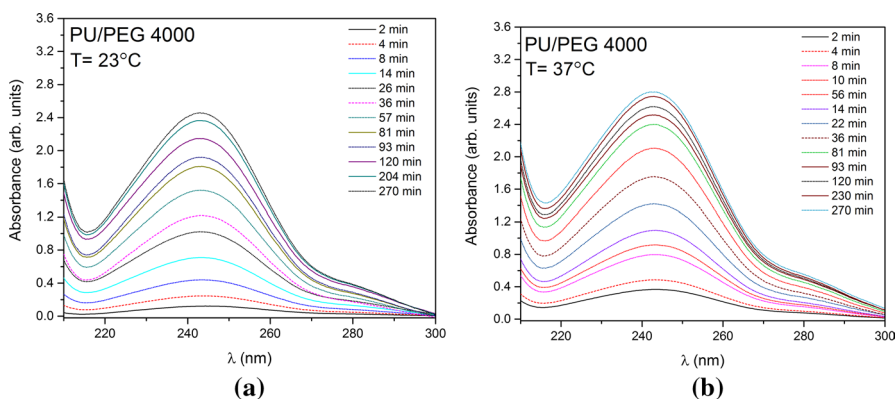 PU/PEG 4000
T= 23°C
2 min
4 min
8 min
14 min
26 min
36 min
57 min
81 min
93 min
120 min
204 min
270 min
Absorbance (arb. units)
3.6
3.2
2.8
2.4
2.0
1.6
1.2
0.8
0.4
0.0
220
240
260
280
300
λ (nm)
(a)
PU/PEG 4000
T= 37°C
2 min
4 min
8 min
10 min
56 min
14 min
22 min
36 min
81 min
93 min
120 min
230 min
270 min
Absorbance (arb. units)
3.6
3.2
2.8
2.4
2.0
1.6
1.2
0.8
0.4
0.0
220
240
260
280
300
λ (nm)
(b)